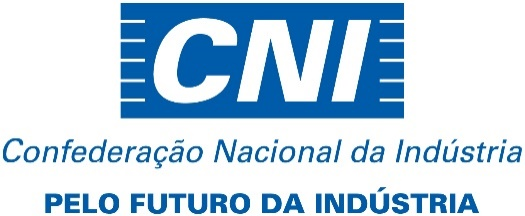 CNI
Confederação Nacional da Indústria
PELO FUTURO DA INDÚSTRIA